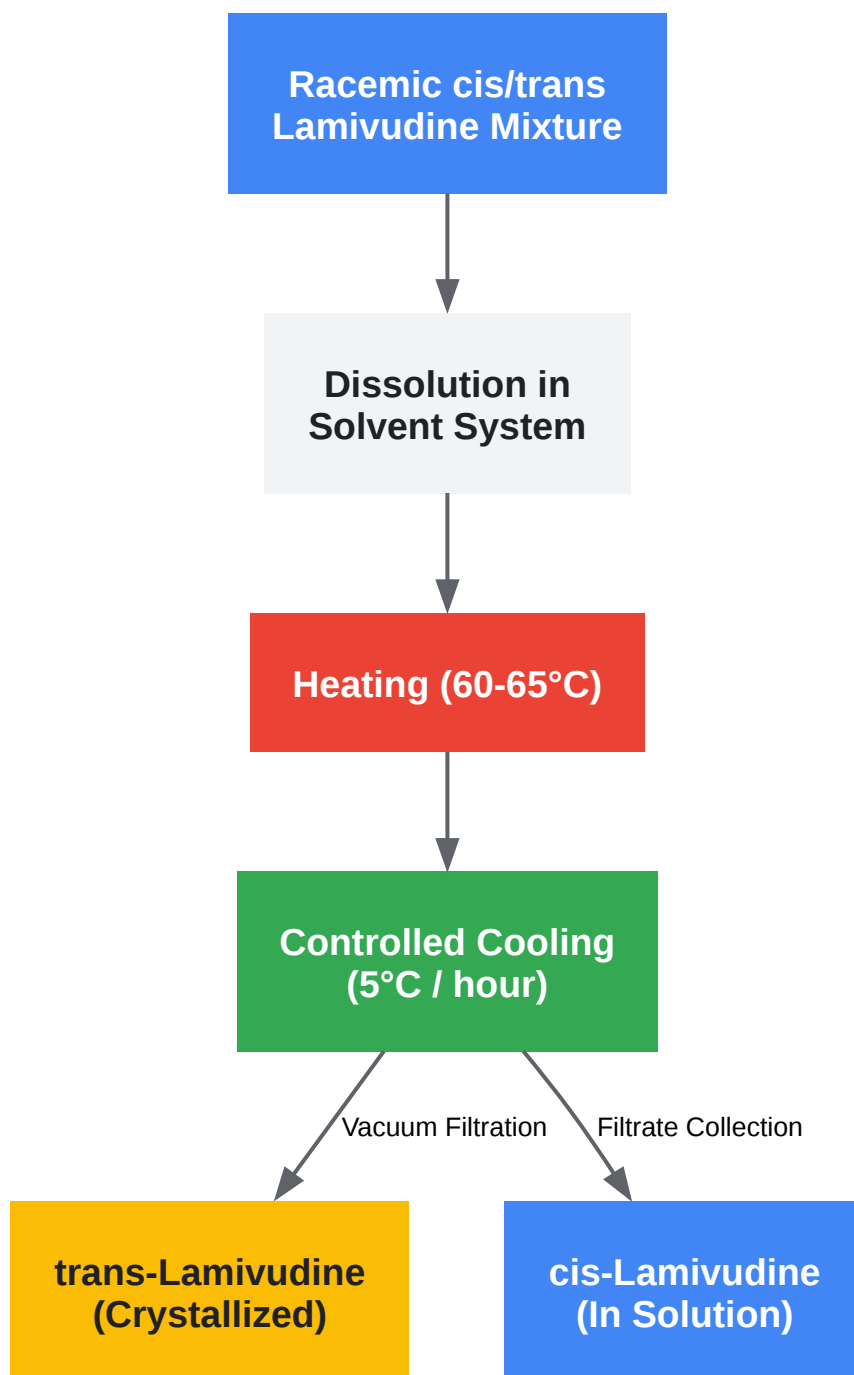 Racemic cis/trans
Lamivudine Mixture
Dissolution in
Solvent System
Heating (60-65°C)
Controlled Cooling
(5°C / hour)
Vacuum Filtration
Filtrate Collection
trans-Lamivudine
(Crystallized)
cis-Lamivudine
(In Solution)